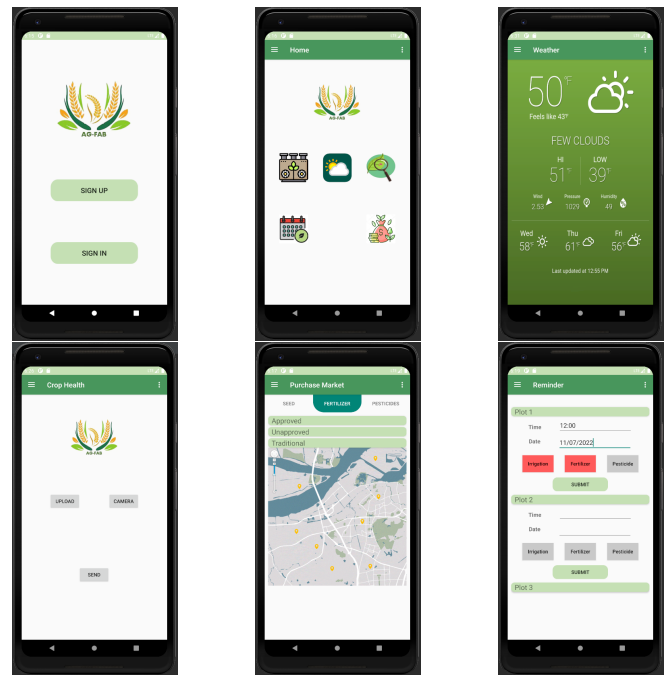 AG-FAB
SIGN UP
SIGN IN
Home
AG-FAB
Weather
50 °F
Feels like 43°
FEW CLOUDS
HI LOW
51° 39°
Wind Pressure Humidity
2.53 1029 49
Wed Thu Fri
58° 61° 56°
Last updated at 12:55 PM
Crop Health
AG-FAB
UPLOAD CAMERA
SEND
Purchase Market
SEED FERTILIZER PESTICIDES
Approved
Unapproved
Traditional
Reminder
Plot 1
Time 12:00
Date 11/07/2022
Irrigation Fertilizer Pesticide
SUBMIT
Plot 2
Time
Date
Irrigation Fertilizer Pesticide
SUBMIT
Plot 3